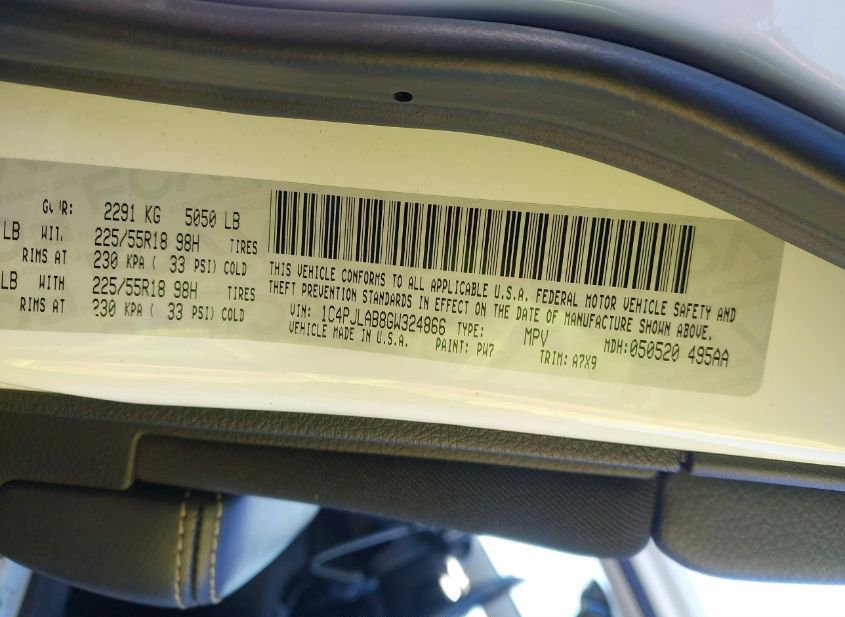 GVWR: 2291 KG 5050 LB
LB WITH 225/55R18 98H TIRES
RIMS AT 230 KPA ( 33 PSI) COLD
LB WITH 225/55R18 98H TIRES
RIMS AT 230 KPA ( 33 PSI) COLD
THIS VEHICLE CONFORMS TO ALL APPLICABLE U.S.A. FEDERAL MOTOR VEHICLE SAFETY AND
THEFT PREVENTION STANDARDS IN EFFECT ON THE DATE OF MANUFACTURE SHOWN ABOVE.
VIN: 1C4PJLAB8GW324866 TYPE: MPV MDH: 050520 495AA
VEHICLE MADE IN U.S.A. PAINT: PW7 TRIM: A7X9